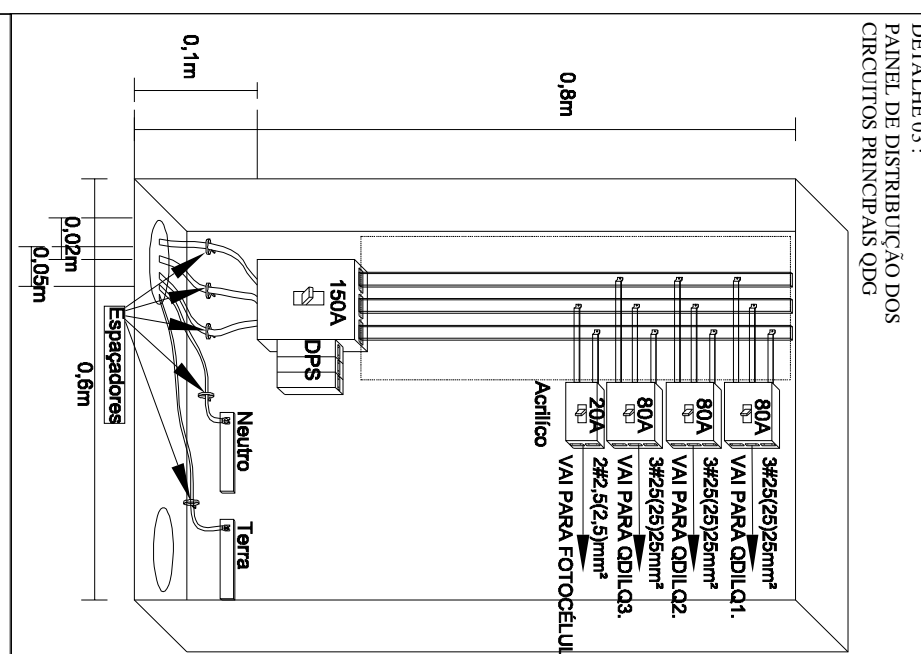 DETALHE 03 :
PAINEL DE DISTRIBUIÇÃO DOS
CIRCUITOS PRINCIPAIS QDG
0,8m
0,1m
0,02m
0,05m
0,6m
Espaçadores
150A
DPS
Neutro
Terra
Acrilíco
80A
3#25(25)25mm²
VAI PARA QDILQ1.
80A
3#25(25)25mm²
VAI PARA QDILQ2.
80A
3#25(25)25mm²
VAI PARA QDILQ3.
20A
2#2,5(2,5)mm²
VAI PARA FOTOCÉLUL